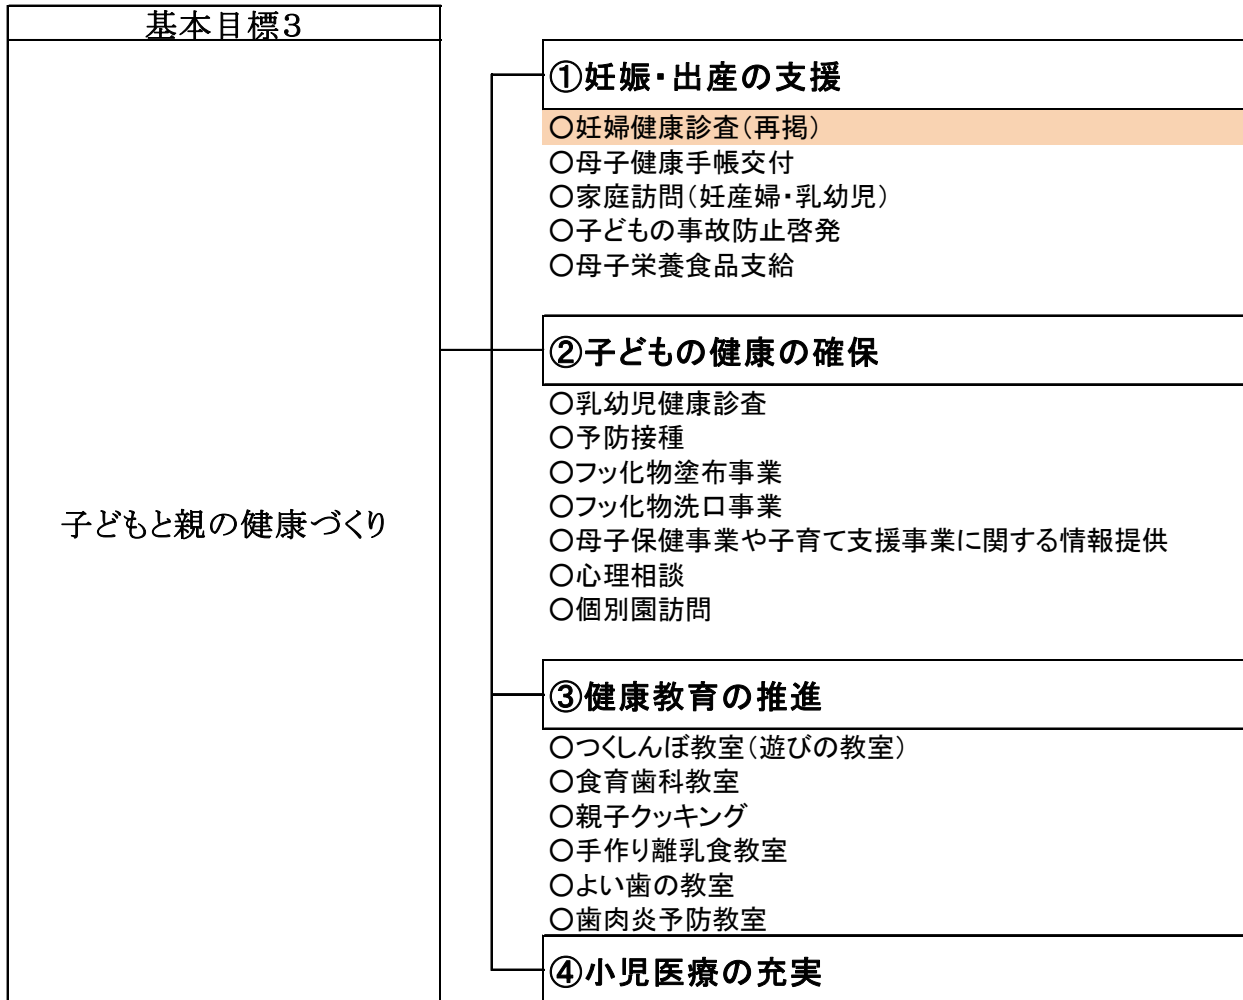 基本目標3
子どもと親の健康づくり
①妊娠・出産の支援
○妊婦健康診査(再掲)
○母子健康手帳交付
○家庭訪問(妊産婦・乳幼児)
○子どもの事故防止啓発
○母子栄養食品支給
②子どもの健康の確保
○乳幼児健康診査
○予防接種
○フッ化物塗布事業
○フッ化物洗口事業
○母子保健事業や子育て支援事業に関する情報提供
○心理相談
○個別園訪問
③健康教育の推進
○つくしんぼ教室(遊びの教室)
○食育歯科教室
○親子クッキング
○手作り離乳食教室
○よい歯の教室
○歯肉炎予防教室
④小児医療の充実